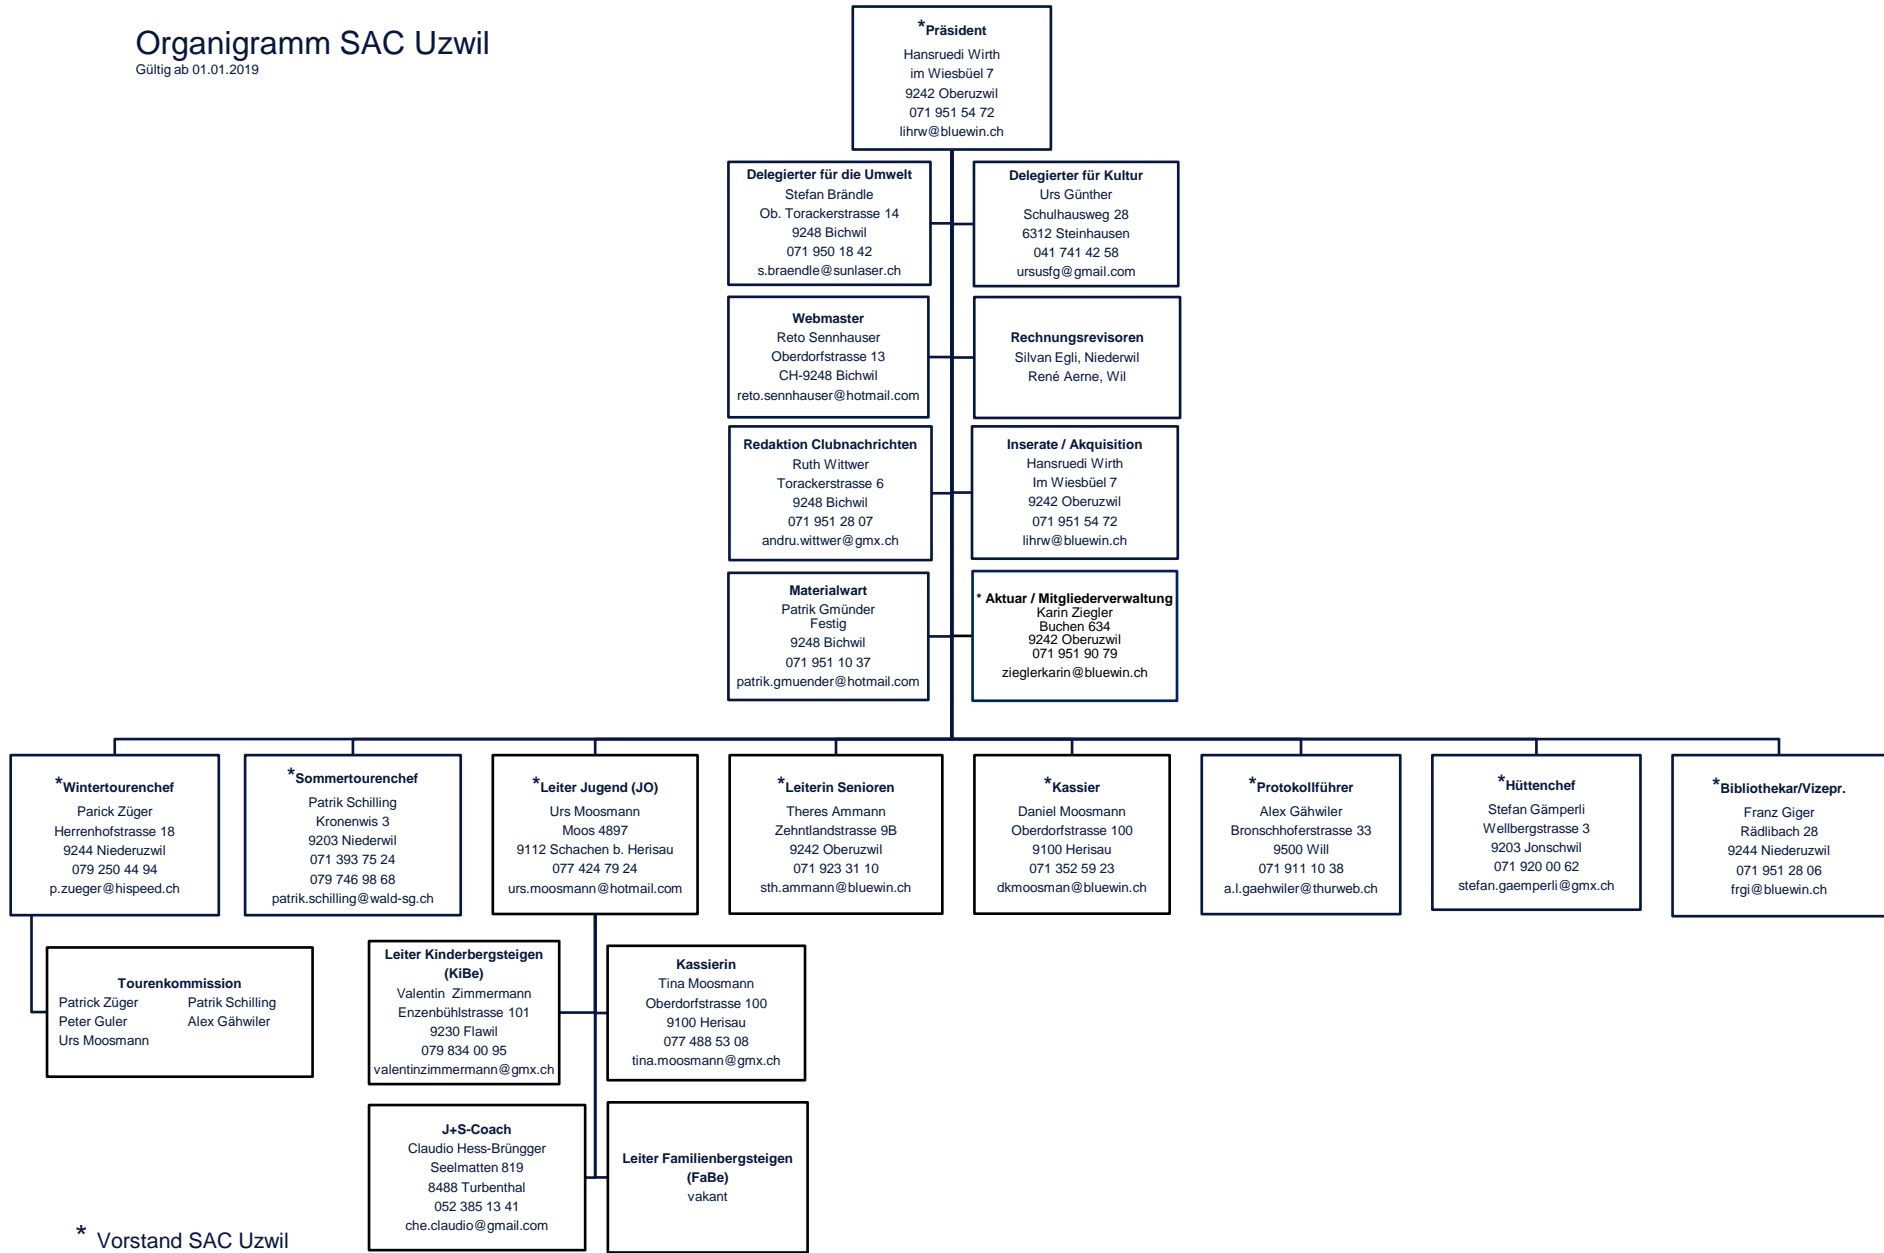 Organigramm SAC Uzwil
Gültig ab 01.01.2019
*Präsident
Hansruedi Wirth
im Wiesbüel 7
9242 Oberuzwil
071 951 54 72
lihrw@bluewin.ch
Delegierter für die Umwelt
Stefan Brändle
Ob. Torackerstrasse 14
9248 Bichwil
071 950 18 42
s.braendle@sunlaser.ch
Delegierter für Kultur
Urs Günther
Schulhausweg 28
6312 Steinhausen
041 741 42 58
ursusfg@gmail.com
Webmaster
Reto Sennhauser
Oberdorfstrasse 13
CH-9248 Bichwil
reto.sennhauser@hotmail.com
Rechnungsrevisoren
Silvan Egli, Niederwil
René Aerne, Wil
Redaktion Clubnachrichten
Ruth Wittwer
Torackerstrasse 6
9248 Bichwil
071 951 28 07
andru.wittwer@gmx.ch
Inserate / Akquisition
Hansruedi Wirth
Im Wiesbüel 7
9242 Oberuzwil
071 951 54 72
lihrw@bluewin.ch
Materialwart
Patrik Gmünder
Festig
9248 Bichwil
071 951 10 37
patrik.gmuender@hotmail.com
* Aktuar / Mitgliederverwaltung
Karin Ziegler
Buchen 634
9242 Oberuzwil
071 951 90 79
zieglerkarin@bluewin.ch
*Wintertourenchef
Parick Züger
Herrenhofstrasse 18
9244 Niederuzwil
079 250 44 94
p.zueger@hispeed.ch
*Sommertourenchef
Patrik Schilling
Kronenwis 3
9203 Niederwil
071 393 75 24
079 746 98 68
patrik.schilling@wald-sg.ch
*Leiter Jugend (JO)
Urs Moosmann
Moos 4897
9112 Schachen b. Herisau
077 424 79 24
urs.moosmann@hotmail.com
*Leiterin Senioren
Theres Ammann
Zehntlandstrasse 9B
9242 Oberuzwil
071 923 31 10
sth.ammann@bluewin.ch
*Kassier
Daniel Moosmann
Oberdorfstrasse 100
9100 Herisau
071 352 59 23
dkmoosman@bluewin.ch
*Protokollführer
Alex Gähwiler
Bronschhoferstrasse 33
9500 Will
071 911 10 38
a.l.gaehwiler@thurweb.ch
*Hüttenchef
Stefan Gämperli
Wellbergstrasse 3
9203 Jonschwil
071 920 00 62
stefan.gaemperli@gmx.ch
*Bibliothekar/Vizepr.
Franz Giger
Rädlibach 28
9244 Niederuzwil
071 951 28 06
frgi@bluewin.ch
Tourenkommission
Patrick Züger Patrik Schilling
Peter Guler Alex Gähwiler
Urs Moosmann
Leiter Kinderbergsteigen
(KiBe)
Valentin Zimmermann
Enzenbühlstrasse 101
9230 Flawil
079 834 00 95
valentinzimmermann@gmx.ch
Kassierin
Tina Moosmann
Oberdorfstrasse 100
9100 Herisau
077 488 53 08
tina.moosmann@gmx.ch
J+S-Coach
Claudio Hess-Brüngger
Seelmatten 819
8488 Turbenthal
052 385 13 41
che.claudio@gmail.com
Leiter Familienbergsteigen
(FaBe)
vakant
* Vorstand SAC Uzwil